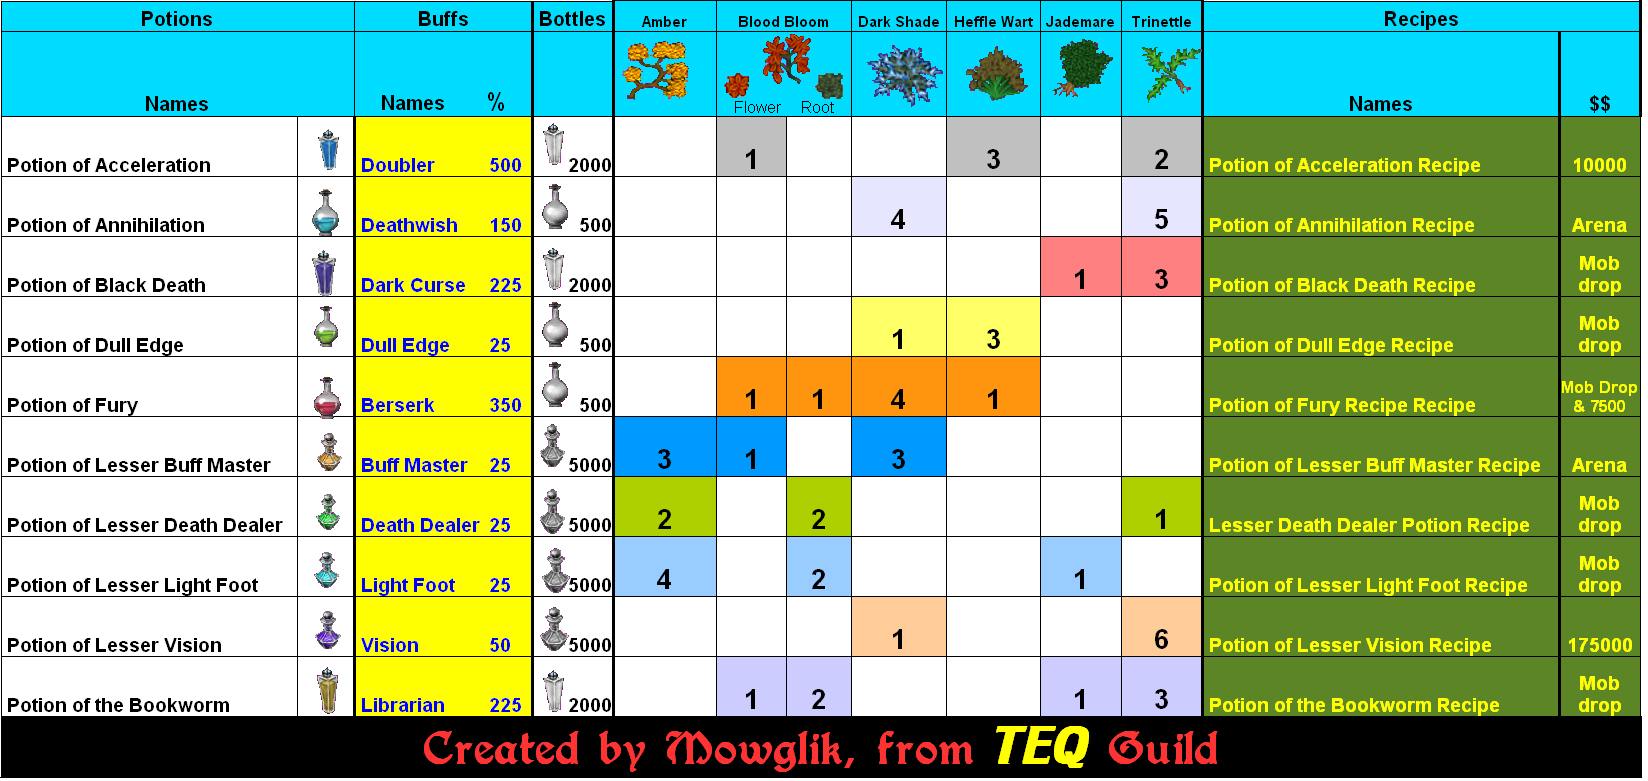 Potions Buffs Bottles Amber Blood Bloom Dark Shade Heffle Wart Jademare Trinettle Recipes
Names Names % Flower Root Names $$
Potion of Acceleration Doubler 500 2000 1 3 2 Potion of Acceleration Recipe 10000
Potion of Annihilation Deathwish 150 500 4 5 Potion of Annihilation Recipe Arena
Potion of Black Death Dark Curse 225 2000 1 3 Potion of Black Death Recipe Mob drop
Potion of Dull Edge Dull Edge 25 500 1 3 Potion of Dull Edge Recipe Mob drop
Potion of Fury Berserk 350 500 1 1 4 1 Potion of Fury Recipe Recipe Mob Drop & 7500
Potion of Lesser Buff Master Buff Master 25 5000 3 1 3 Potion of Lesser Buff Master Recipe Arena
Potion of Lesser Death Dealer Death Dealer 25 5000 2 2 1 Lesser Death Dealer Potion Recipe Mob drop
Potion of Lesser Light Foot Light Foot 25 5000 4 2 1 Potion of Lesser Light Foot Recipe Mob drop
Potion of Lesser Vision Vision 50 5000 1 6 Potion of Lesser Vision Recipe 175000
Potion of the Bookworm Librarian 225 2000 1 2 1 3 Potion of the Bookworm Recipe Mob drop
Created by Mowglik, from TEQ Guild